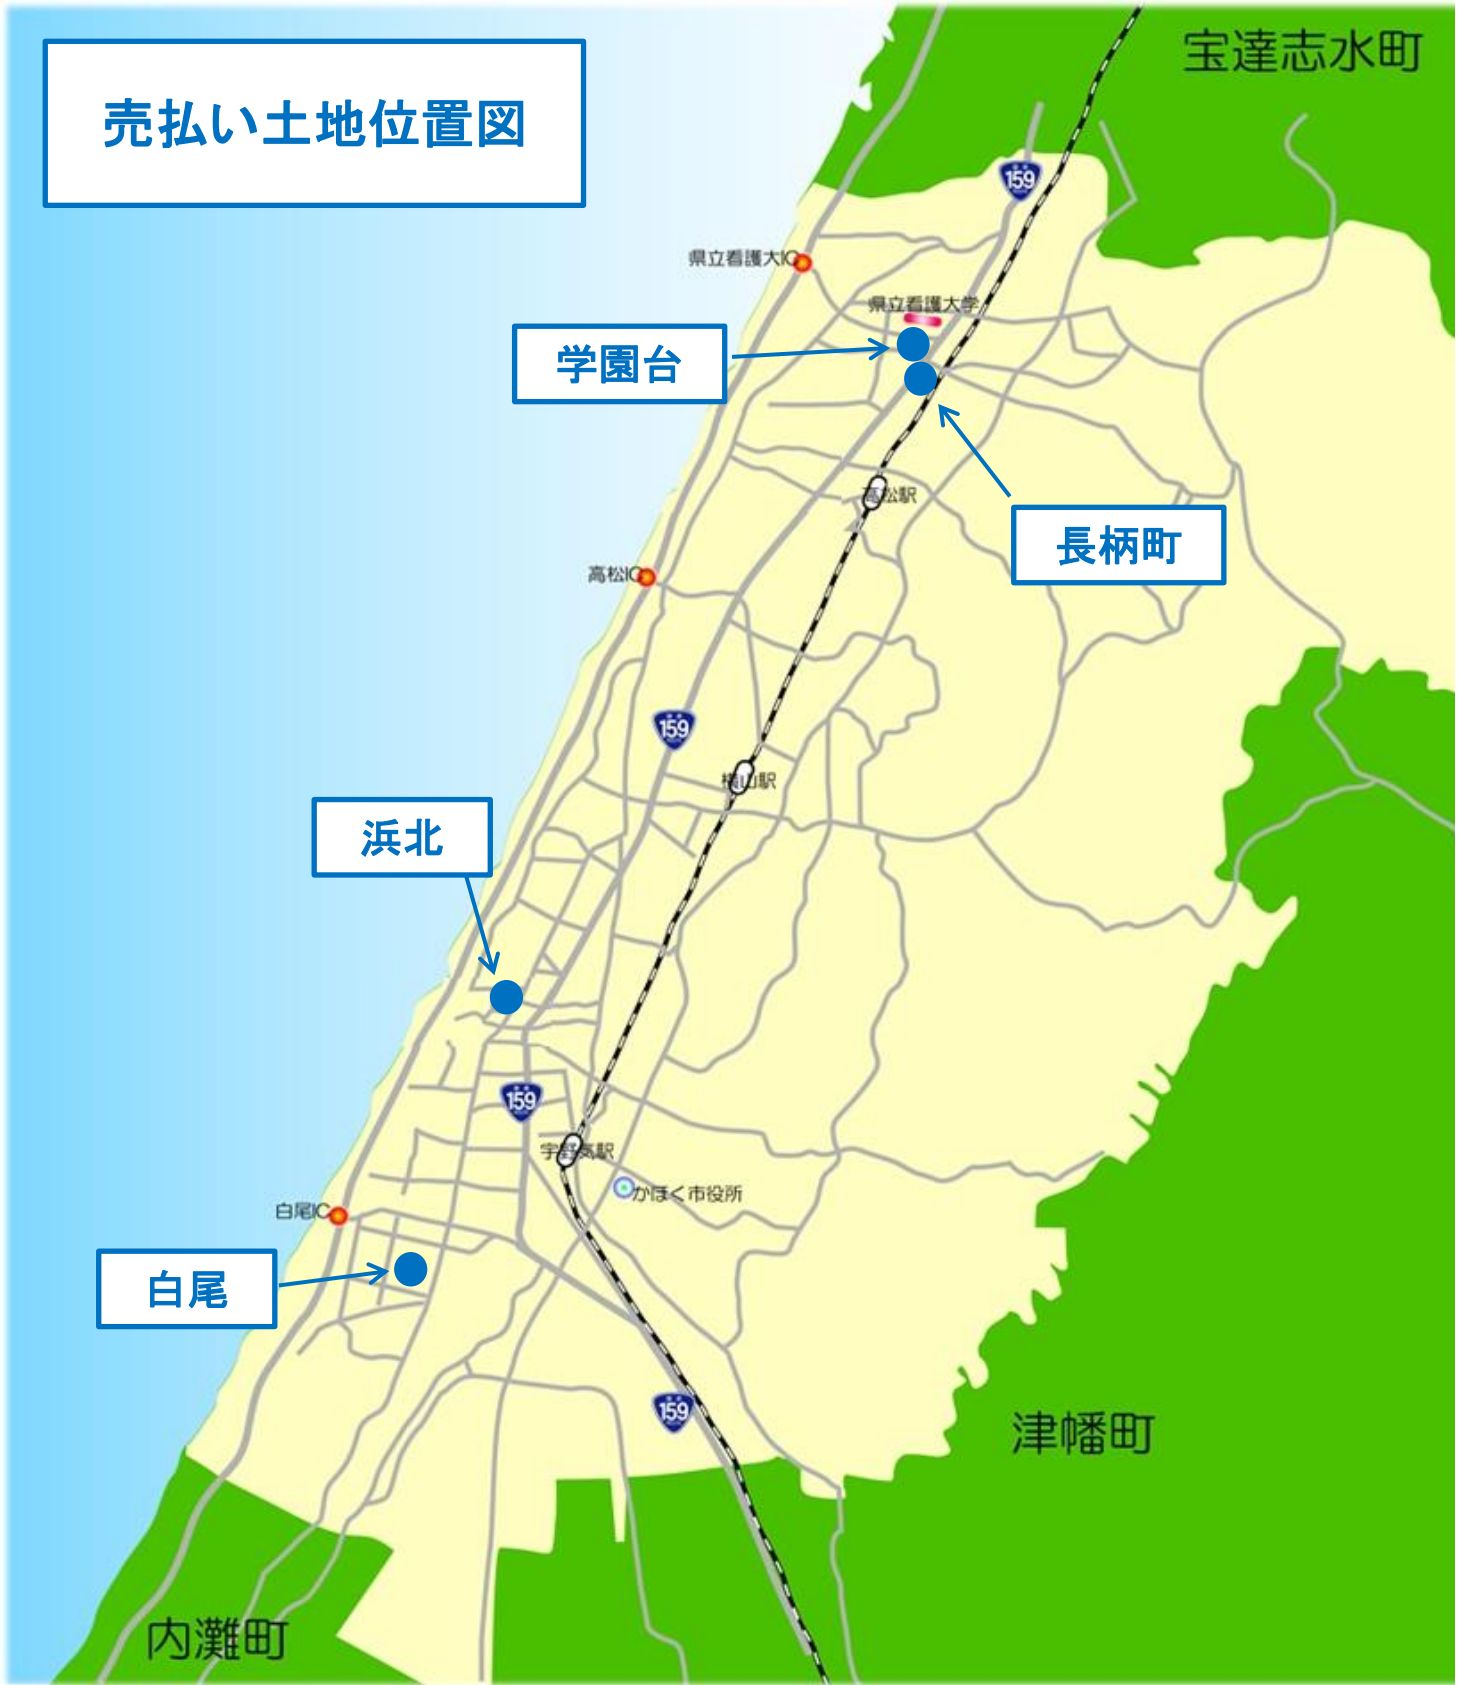 宝達志水町
売払い土地位置図
159
県立看護大IC
県立看護大学
学園台
高松駅
長柄町
高松IC
159
横山駅
浜北
159
宇野気駅
かほく市役所
白尾IC
白尾
159
津幡町
内灘町